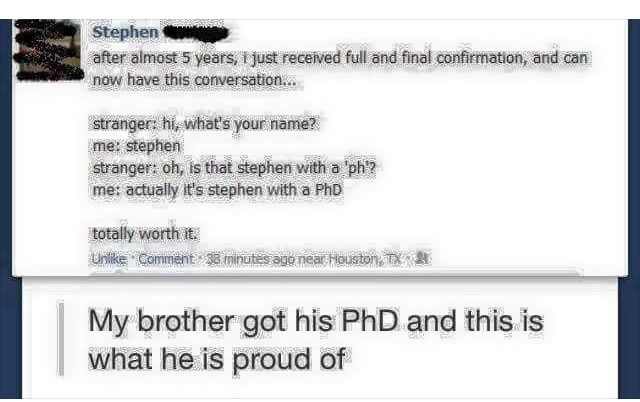 Stephen
after almost 5 years, i just received full and final confirmation, and can
now have this conversation...
stranger: hi, what's your name?
me: stephen
stranger: oh, is that stephen with a 'ph'?
me: actually it's stephen with a PhD
totally worth it.
Unlike · Comment · 38 minutes ago near Houston, TX ·
My brother got his PhD and this is
what he is proud of